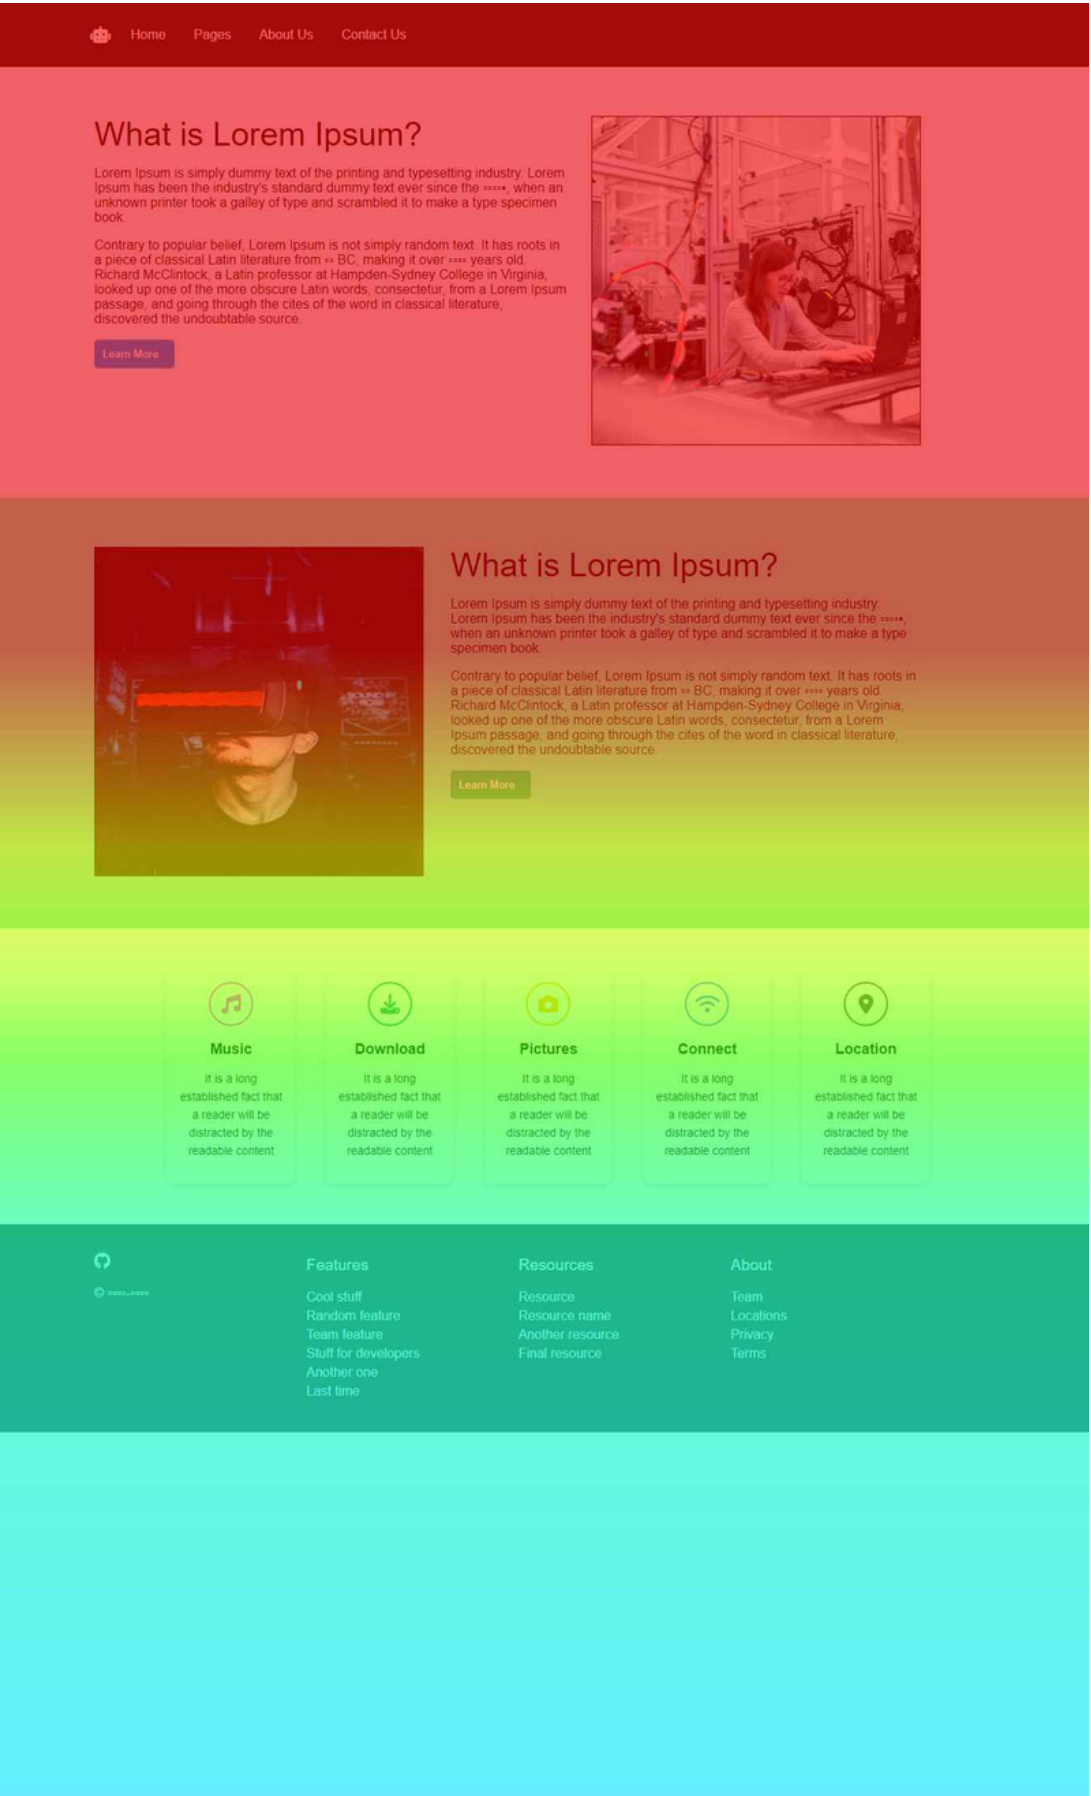 Home Pages About Us Contact Us
What is Lorem Ipsum?
Lorem Ipsum is simply dummy text of the printing and typesetting industry. Lorem
Ipsum has been the industry's standard dummy text ever since the , when an
unknown printer took a galley of type and scrambled it to make a type specimen
book.
Contrary to popular belief, Lorem Ipsum is not simply random text. It has roots in
a piece of classical Latin literature from BC, making it over years old.
Richard McClintock, a Latin professor at Hampden-Sydney College in Virginia,
looked up one of the more obscure Latin words, consectetur, from a Lorem Ipsum
passage, and going through the cites of the word in classical literature,
discovered the undoubtable source.
Learn More
What is Lorem Ipsum?
Lorem Ipsum is simply dummy text of the printing and typesetting industry.
Lorem Ipsum has been the industry's standard dummy text ever since the ,
when an unknown printer took a galley of type and scrambled it to make a type
specimen book.
Contrary to popular belief, Lorem Ipsum is not simply random text. It has roots in
a piece of classical Latin literature from BC, making it over years old.
Richard McClintock, a Latin professor at Hampden-Sydney College in Virginia,
looked up one of the more obscure Latin words, consectetur, from a Lorem
Ipsum passage, and going through the cites of the word in classical literature,
discovered the undoubtable source.
Learn More
Music
It is a long
established fact that
a reader will be
distracted by the
readable content
Download
It is a long
established fact that
a reader will be
distracted by the
readable content
Pictures
It is a long
established fact that
a reader will be
distracted by the
readable content
Connect
It is a long
established fact that
a reader will be
distracted by the
readable content
Location
It is a long
established fact that
a reader will be
distracted by the
readable content
©
Features
Cool stuff
Random feature
Team feature
Stuff for developers
Another one
Last time
Resources
Resource
Resource name
Another resource
Final resource
About
Team
Locations
Privacy
Terms